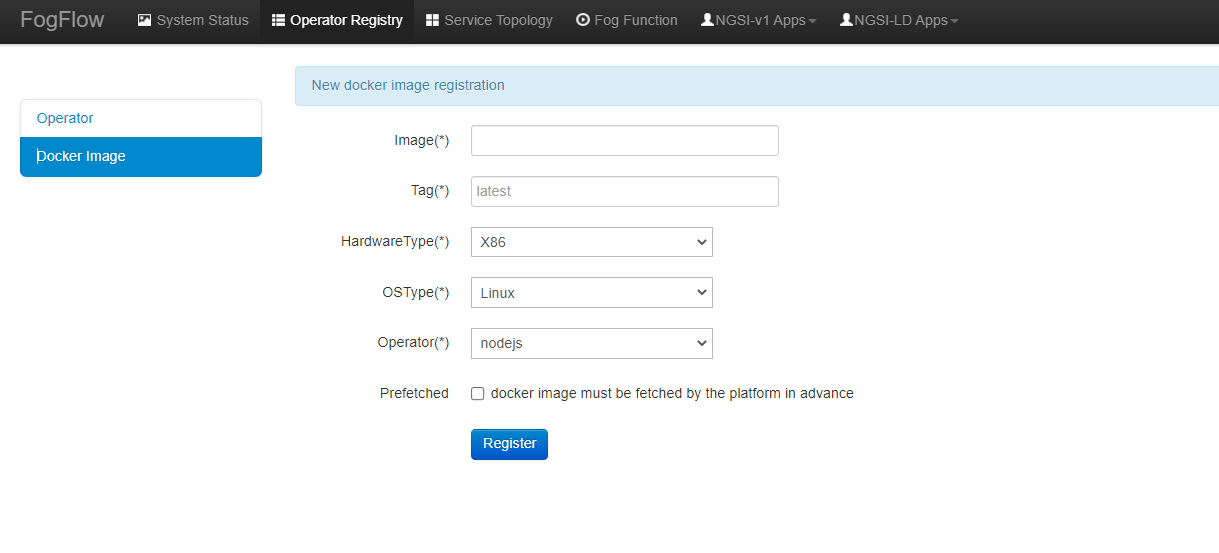 FogFlow System Status Operator Registry Service Topology Fog Function NGSI-v1 Apps NGSI-LD Apps
New docker image registration
Operator
Docker Image
Image(*)
Tag(*) latest
HardwareType(*) X86
OSType(*) Linux
Operator(*) nodejs
Prefetched docker image must be fetched by the platform in advance
Register